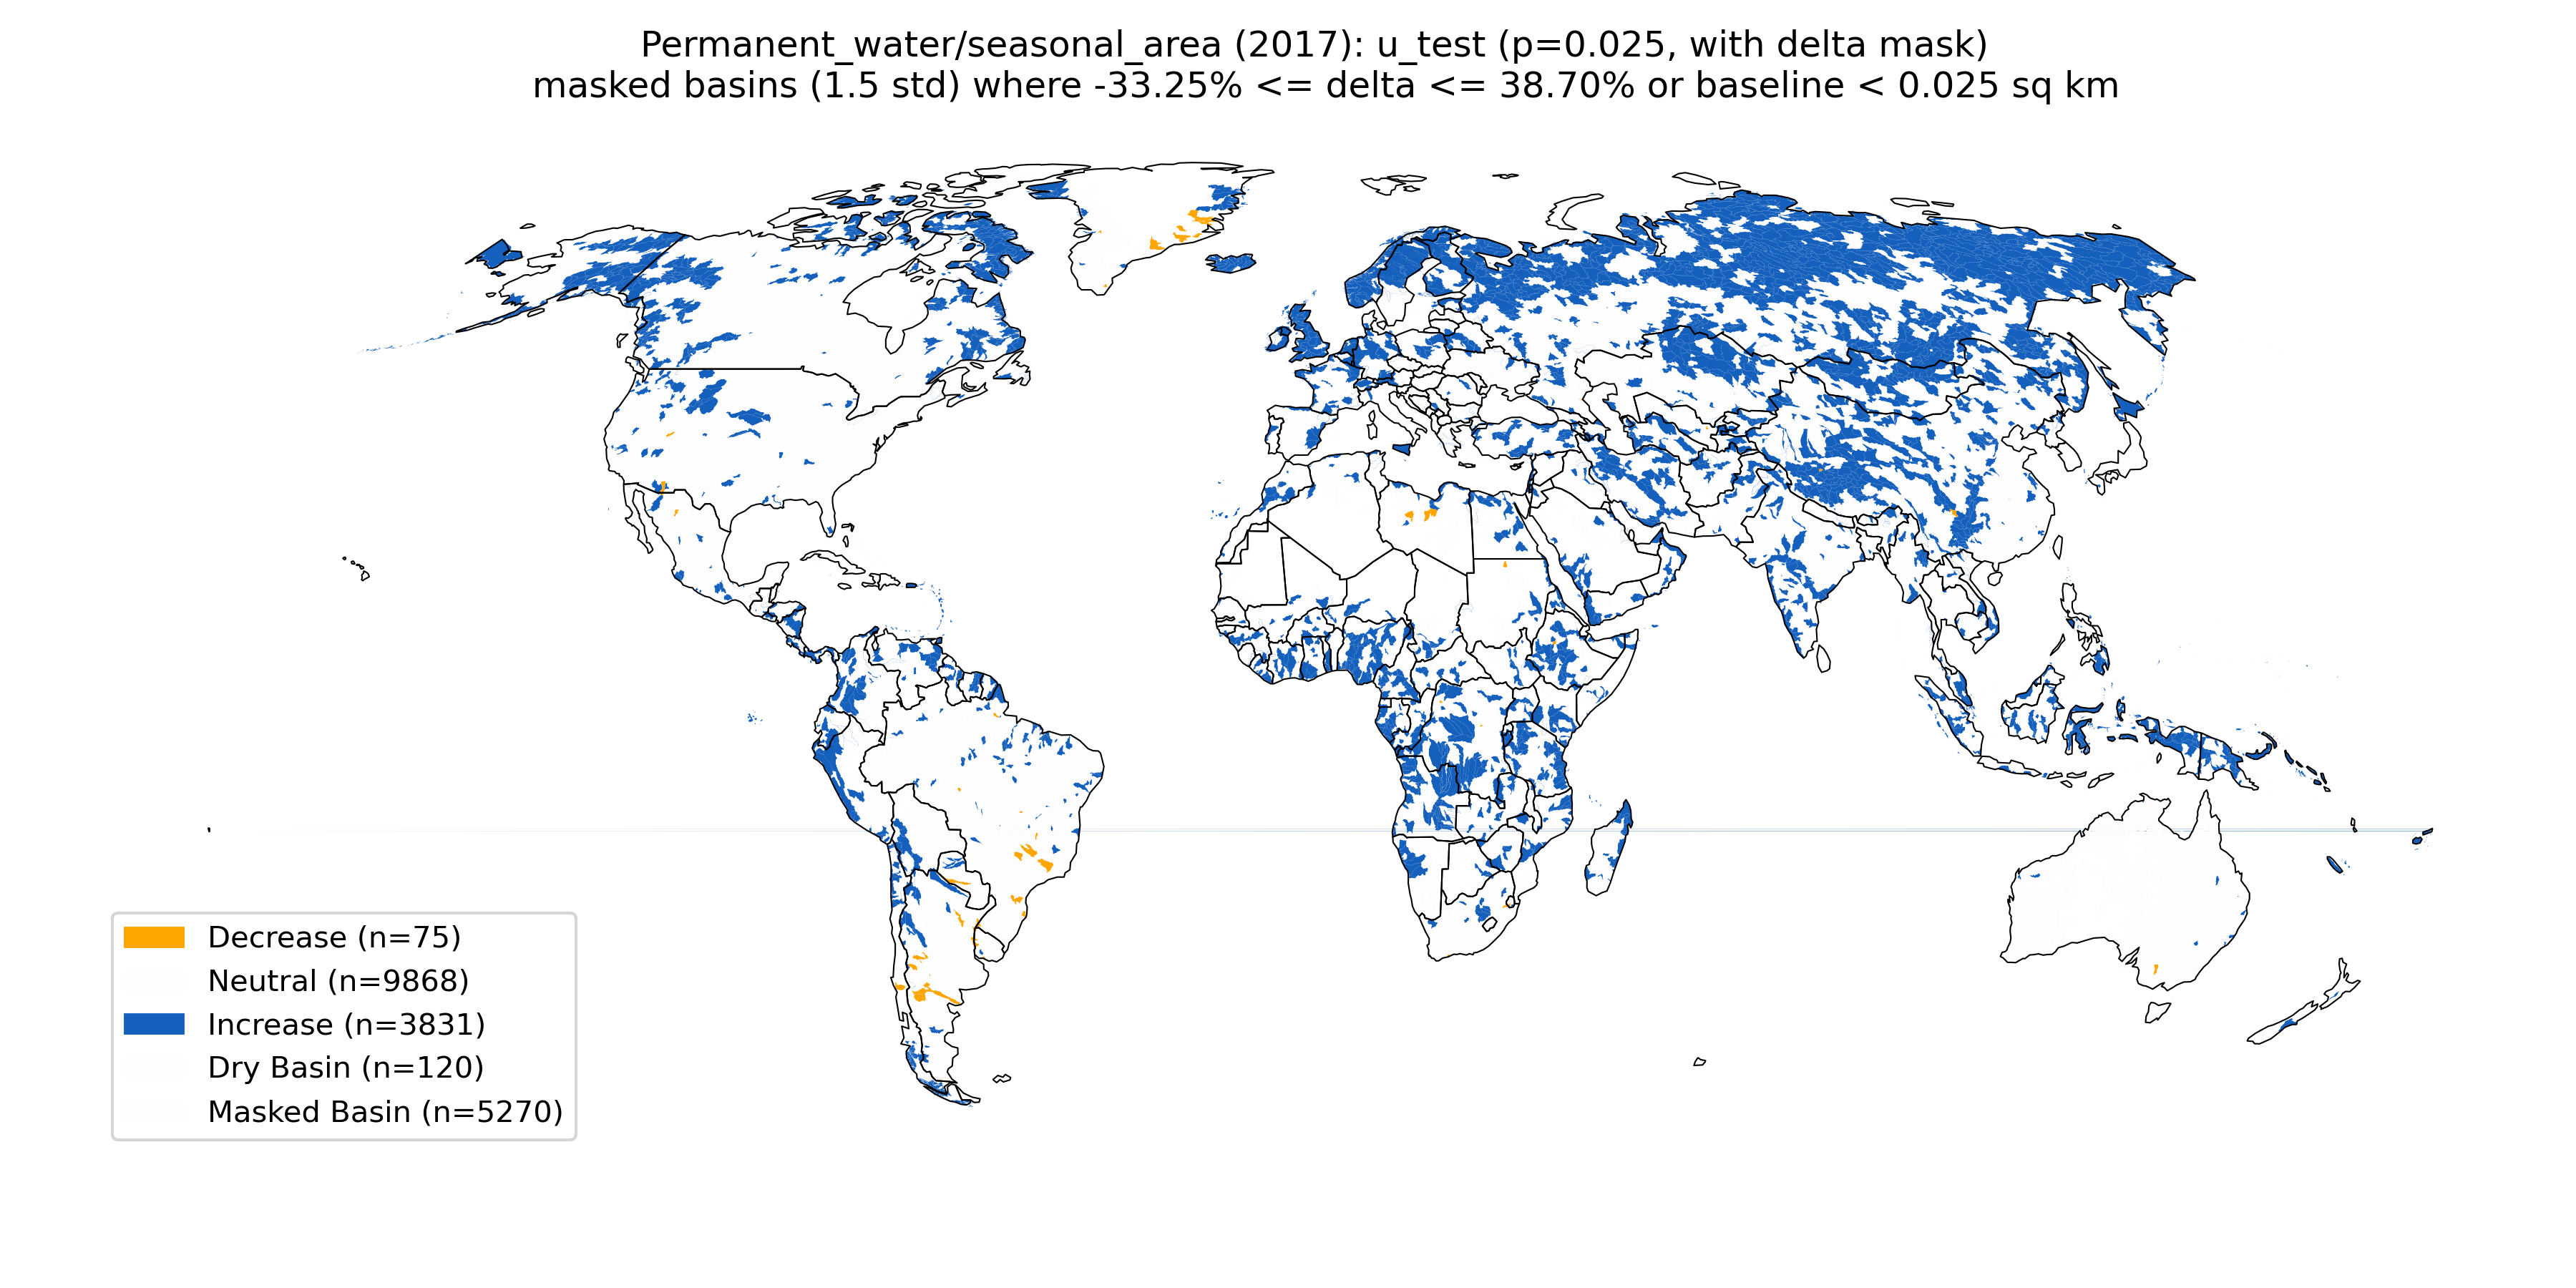 Permanent_water/seasonal_area (2017): u_test (p=0.025, with delta mask)
masked basins (1.5 std) where -33.25% <= delta <= 38.70% or baseline < 0.025 sq km
Decrease (n=75)
Neutral (n=9868)
Increase (n=3831)
Dry Basin (n=120)
Masked Basin (n=5270)